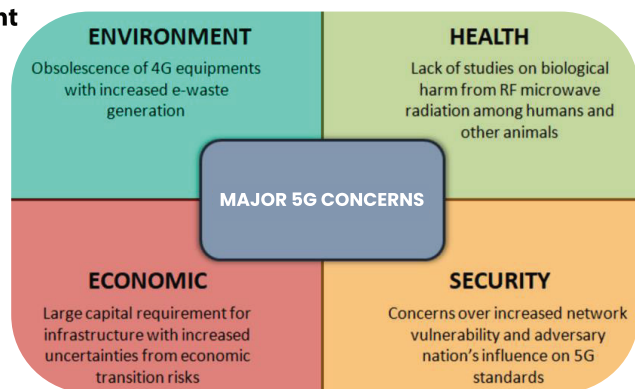 nt
ENVIRONMENT
Obsolescence of 4G equipments
with increased e-waste
generation
HEALTH
Lack of studies on biological
harm from RF microwave
radiation among humans and
other animals
MAJOR 5G CONCERNS
ECONOMIC
Large capital requirement for
infrastructure with increased
uncertainties from economic
transition risks
SECURITY
Concerns over increased network
vulnerability and adversary
nation's influence on 5G
standards